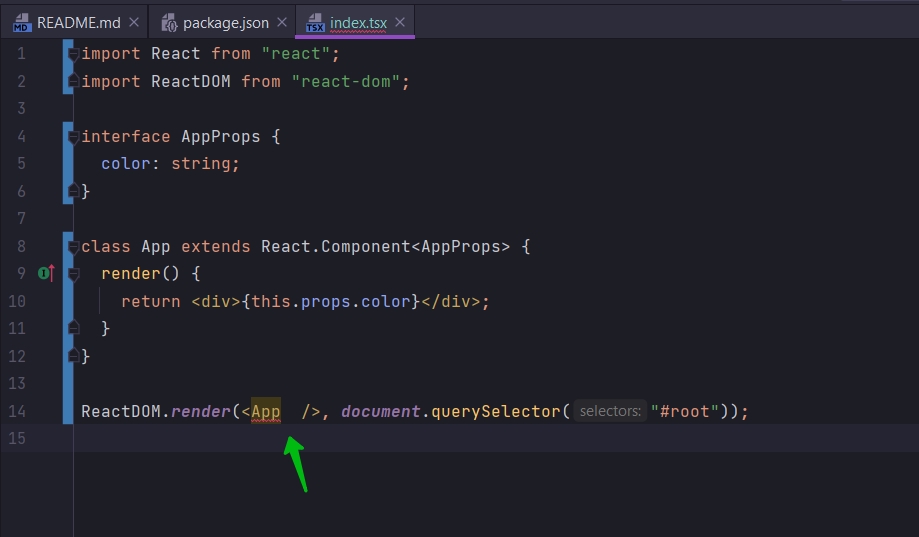 README.md package.json index.tsx
1 import React from "react";
2 import ReactDOM from "react-dom";
3
4 interface AppProps {
5 color: string;
6 }
7
8 class App extends React.Component<AppProps> {
9 render() {
10 return <div>{this.props.color}</div>;
11 }
12 }
13
14 ReactDOM.render(<App />, document.querySelector( selectors: "#root"));
15